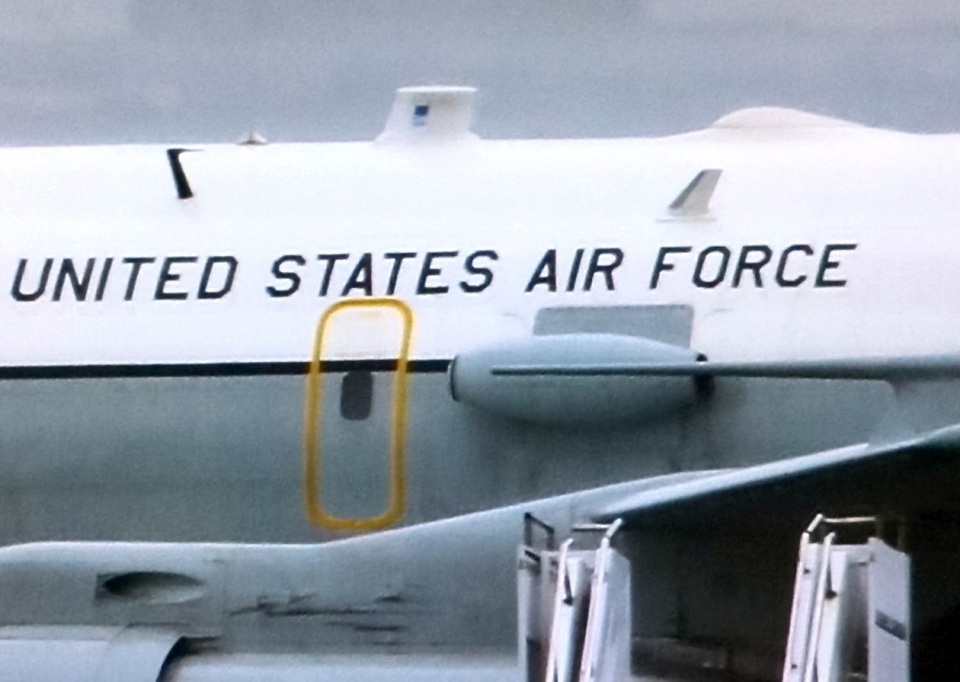 UNITED STATES AIR FORCE